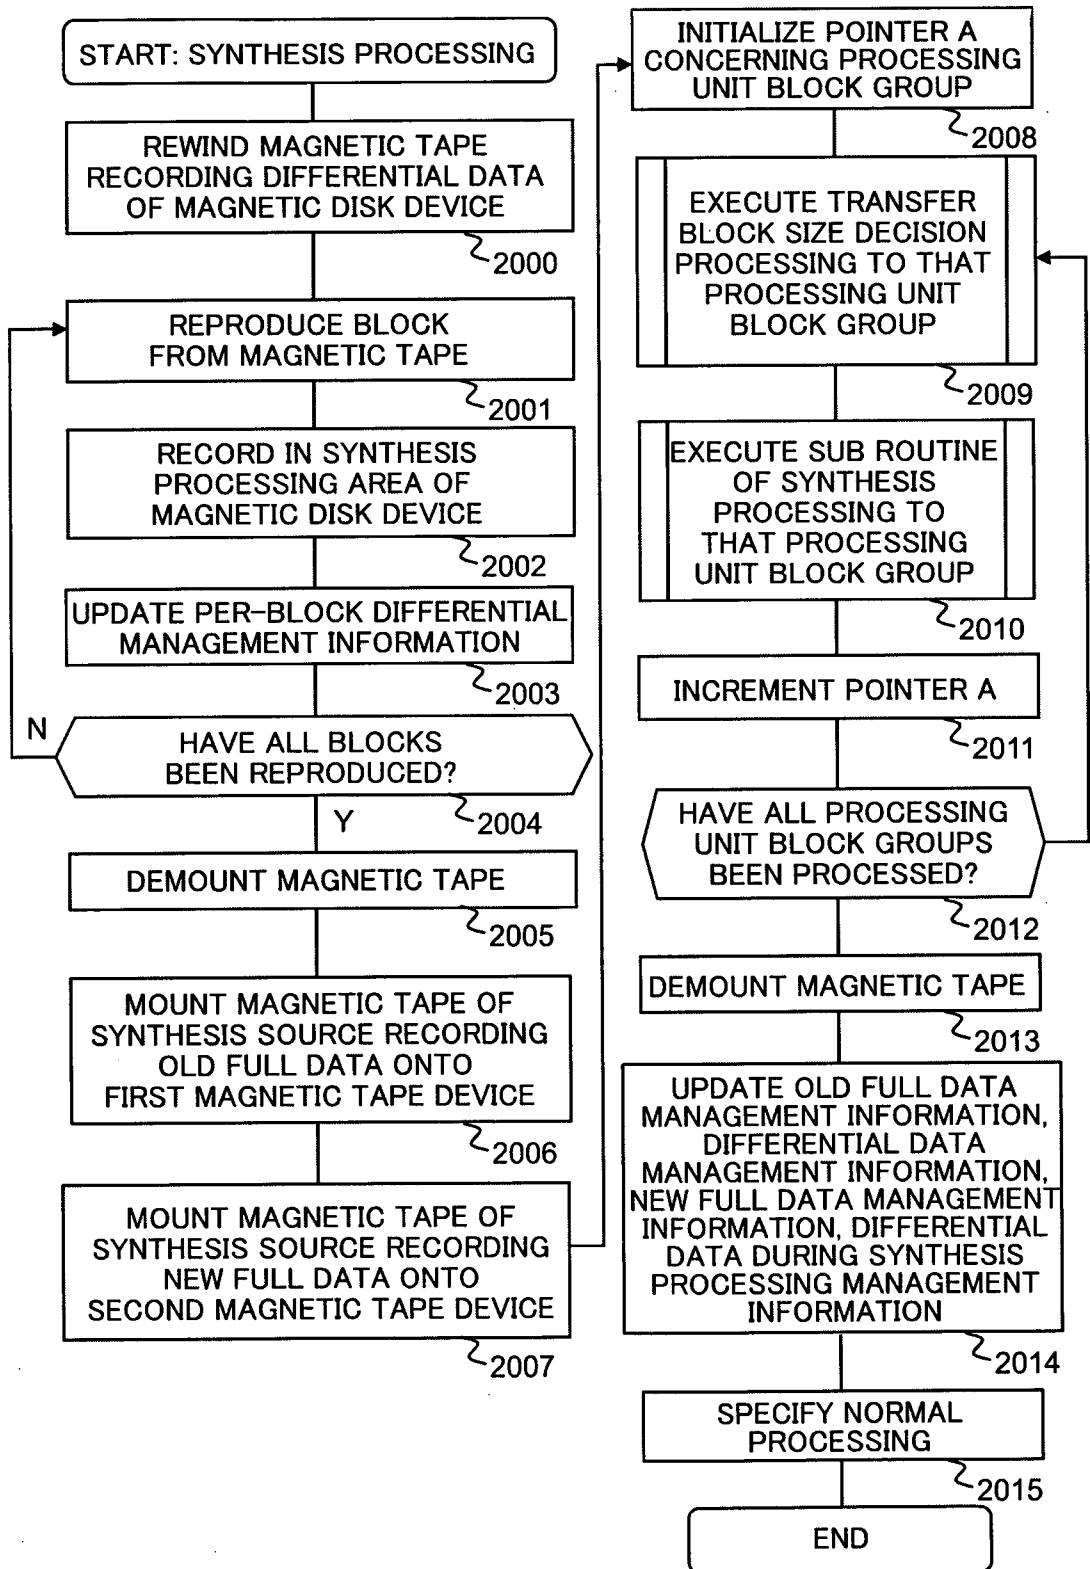 START: SYNTHESIS PROCESSING
REWIND MAGNETIC TAPE
RECORDING DIFFERENTIAL DATA
OF MAGNETIC DISK DEVICE
2000
REPRODUCE BLOCK
FROM MAGNETIC TAPE
2001
RECORD IN SYNTHESIS
PROCESSING AREA OF
MAGNETIC DISK DEVICE
2002
UPDATE PER-BLOCK DIFFERENTIAL
MANAGEMENT INFORMATION
2003
N
HAVE ALL BLOCKS
BEEN REPRODUCED?
2004
Y
DEMOUNT MAGNETIC TAPE
2005
MOUNT MAGNETIC TAPE OF
SYNTHESIS SOURCE RECORDING
OLD FULL DATA ONTO
FIRST MAGNETIC TAPE DEVICE
2006
MOUNT MAGNETIC TAPE OF
SYNTHESIS SOURCE RECORDING
NEW FULL DATA ONTO
SECOND MAGNETIC TAPE DEVICE
2007
INITIALIZE POINTER A
CONCERNING PROCESSING
UNIT BLOCK GROUP
2008
EXECUTE TRANSFER
BLOCK SIZE DECISION
PROCESSING TO THAT
PROCESSING UNIT
BLOCK GROUP
2009
EXECUTE SUB ROUTINE
OF SYNTHESIS
PROCESSING TO
THAT PROCESSING
UNIT BLOCK GROUP
2010
INCREMENT POINTER A
2011
HAVE ALL PROCESSING
UNIT BLOCK GROUPS
BEEN PROCESSED?
2012
DEMOUNT MAGNETIC TAPE
2013
UPDATE OLD FULL DATA
MANAGEMENT INFORMATION,
DIFFERENTIAL DATA
MANAGEMENT INFORMATION,
NEW FULL DATA MANAGEMENT
INFORMATION, DIFFERENTIAL
DATA DURING SYNTHESIS
PROCESSING MANAGEMENT
INFORMATION
2014
SPECIFY NORMAL
PROCESSING
2015
END